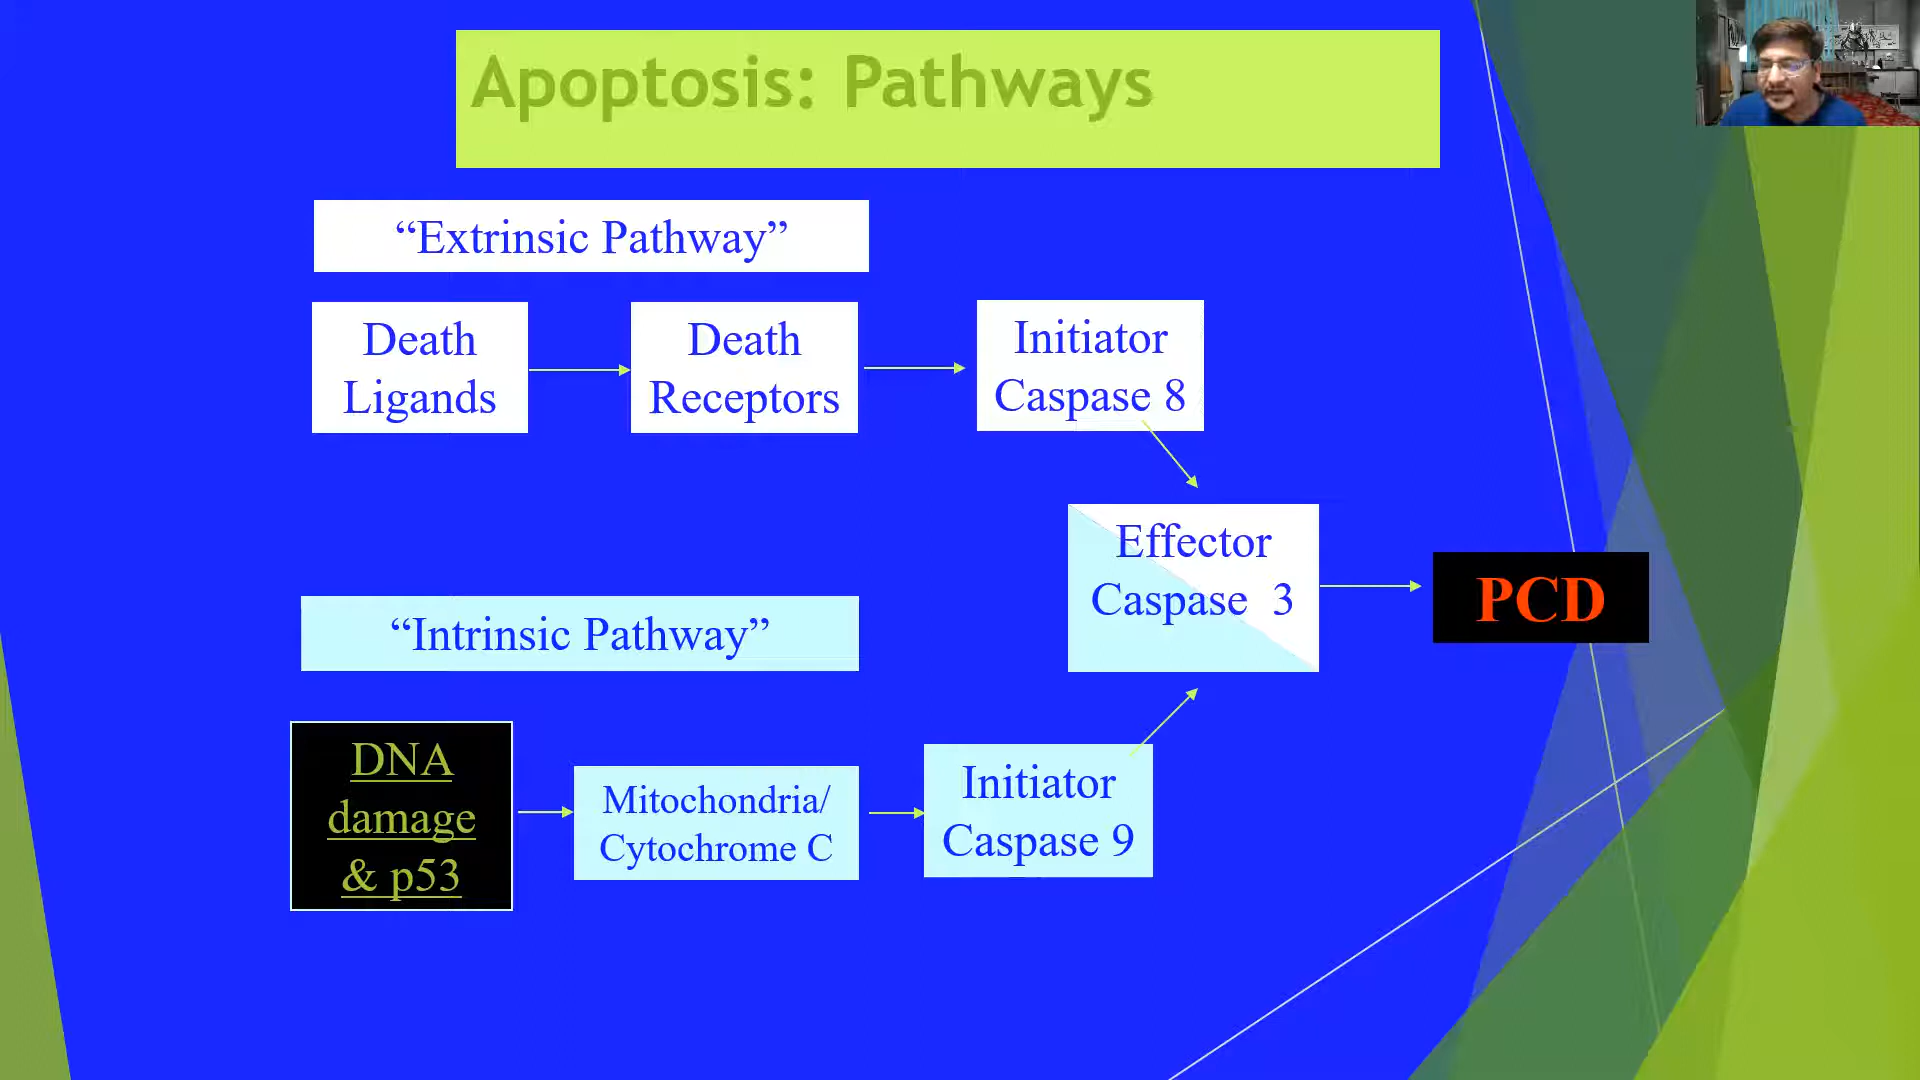 Apoptosis: Pathways
“Extrinsic Pathway”
Death
Ligands
Death
Receptors
Initiator
Caspase 8
Effector
Caspase 3
PCD
“Intrinsic Pathway”
DNA
damage
& p53
Mitochondria/
Cytochrome C
Initiator
Caspase 9